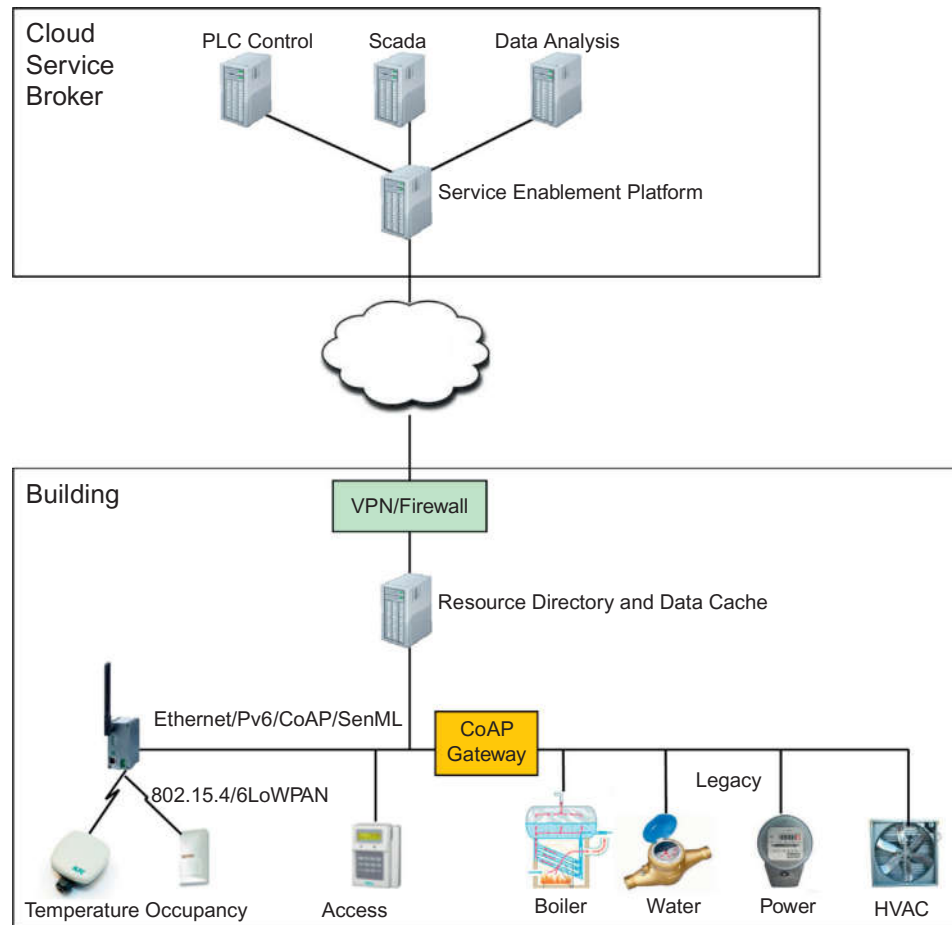 Cloud
Service
Broker
PLC Control
Scada
Data Analysis
Service Enablement Platform
Building
VPN/Firewall
Resource Directory and Data Cache
Ethernet/Pv6/CoAP/SenML
CoAP
Gateway
802.15.4/6LoWPAN
Legacy
Temperature Occupancy
Access
Boiler
Water
Power
HVAC